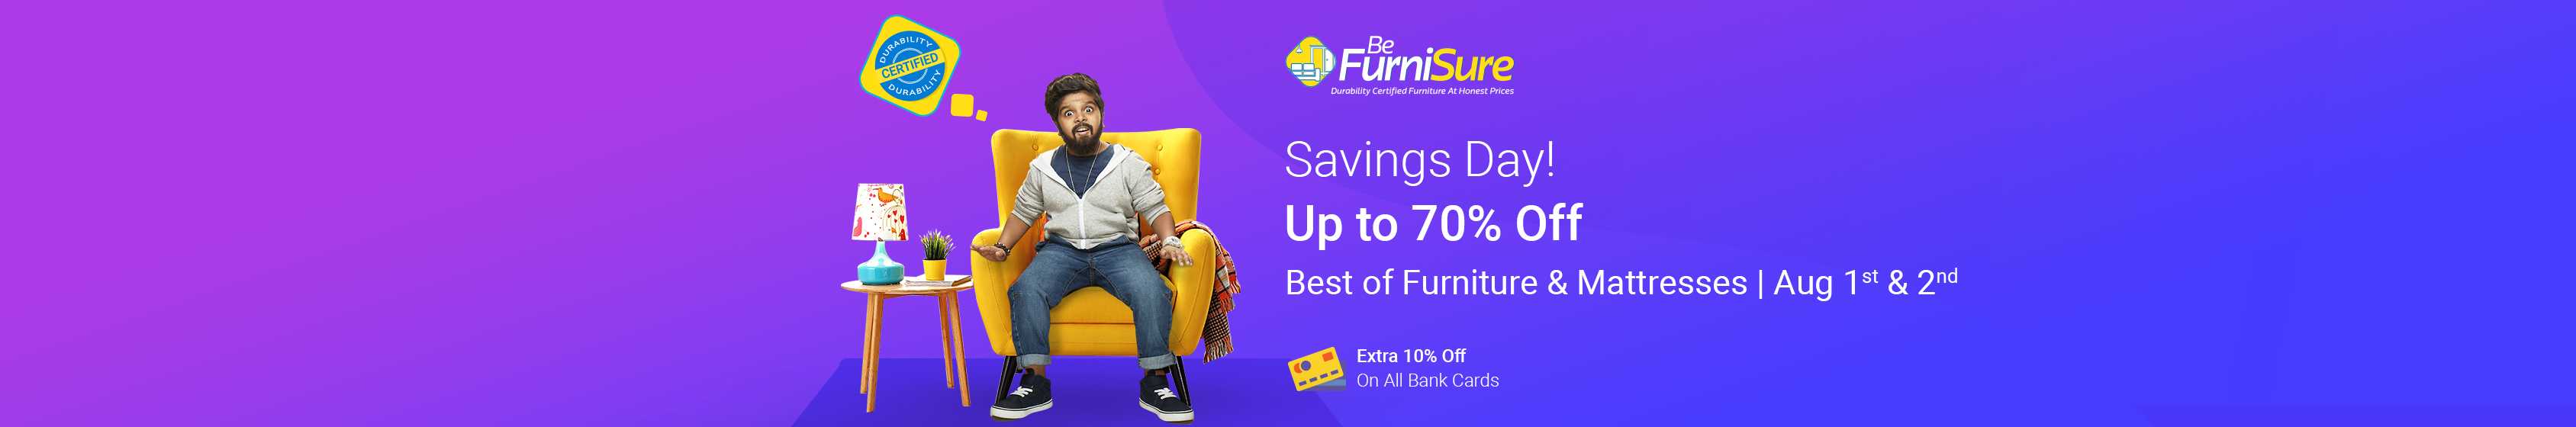 DURABILITY
CERTIFIED
DURABILITY
Be
FurniSure
Durability Certified Furniture At Honest Prices
Savings Day!
Up to 70% Off
Best of Furniture & Mattresses | Aug 1st & 2nd
Extra 10% Off
On All Bank Cards